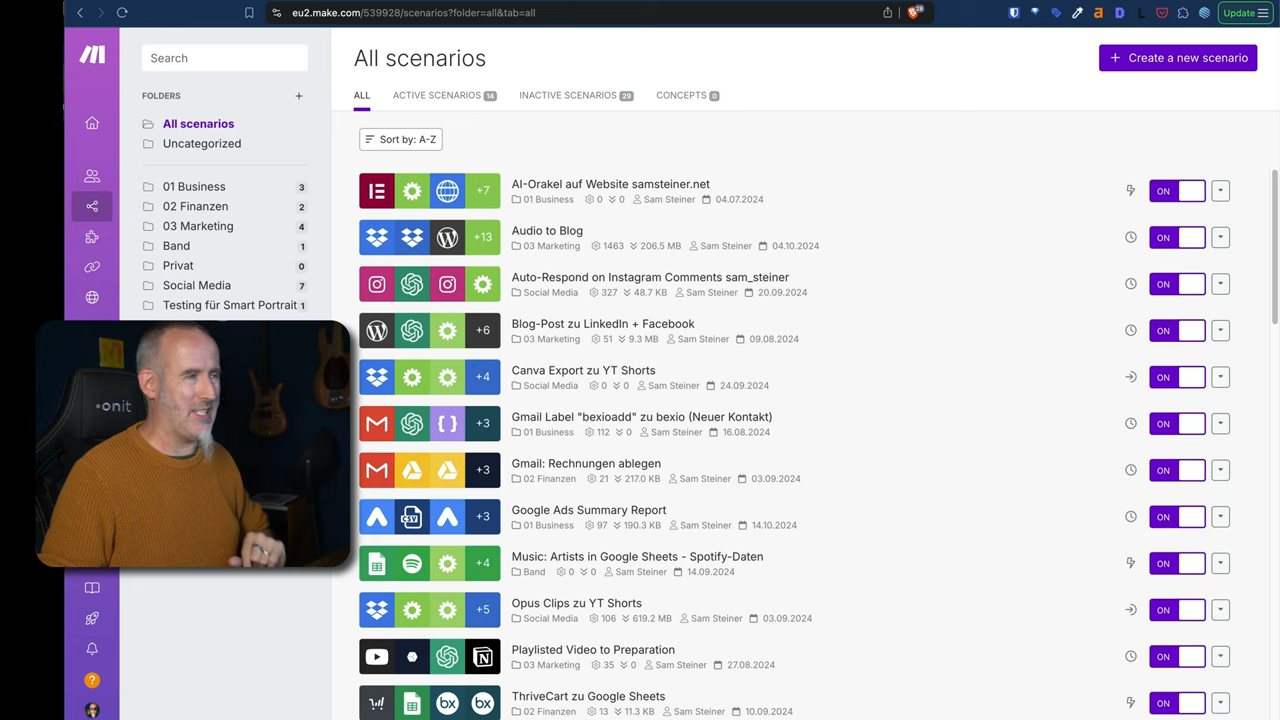 eu2.make.com/539928/scenarios?folder=all&tab=all
28
Update
Search
FOLDERS
All scenarios
Uncategorized
01 Business 3
02 Finanzen 2
03 Marketing 4
Band 1
Privat 0
Social Media 7
Testing für Smart Portrait 1
onit
All scenarios
+ Create a new scenario
ALL
ACTIVE SCENARIOS 14
INACTIVE SCENARIOS 29
CONCEPTS 0
Sort by: A-Z
+7
AI-Orakel auf Website samsteiner.net
01 Business 0 0 Sam Steiner 04.07.2024
ON
+13
Audio to Blog
03 Marketing 1463 206.5 MB Sam Steiner 04.10.2024
ON
Auto-Respond on Instagram Comments sam_steiner
Social Media 327 48.7 KB Sam Steiner 20.09.2024
ON
+6
Blog-Post zu LinkedIn + Facebook
03 Marketing 51 9.3 MB Sam Steiner 09.08.2024
ON
+4
Canva Export zu YT Shorts
Social Media 0 0 Sam Steiner 24.09.2024
ON
+3
Gmail Label "bexioadd" zu bexio (Neuer Kontakt)
01 Business 112 0 Sam Steiner 16.08.2024
ON
+3
Gmail: Rechnungen ablegen
02 Finanzen 21 217.0 KB Sam Steiner 03.09.2024
ON
CSV
+3
Google Ads Summary Report
01 Business 97 190.3 KB Sam Steiner 14.10.2024
ON
+4
Music: Artists in Google Sheets - Spotify-Daten
Band 0 0 Sam Steiner 14.09.2024
ON
+5
Opus Clips zu YT Shorts
Social Media 106 619.2 MB Sam Steiner 03.09.2024
ON
Playlisted Video to Preparation
03 Marketing 35 0 Sam Steiner 27.08.2024
ON
bx bx
ThriveCart zu Google Sheets
02 Finanzen 13 11.3 KB Sam Steiner 10.09.2024
ON